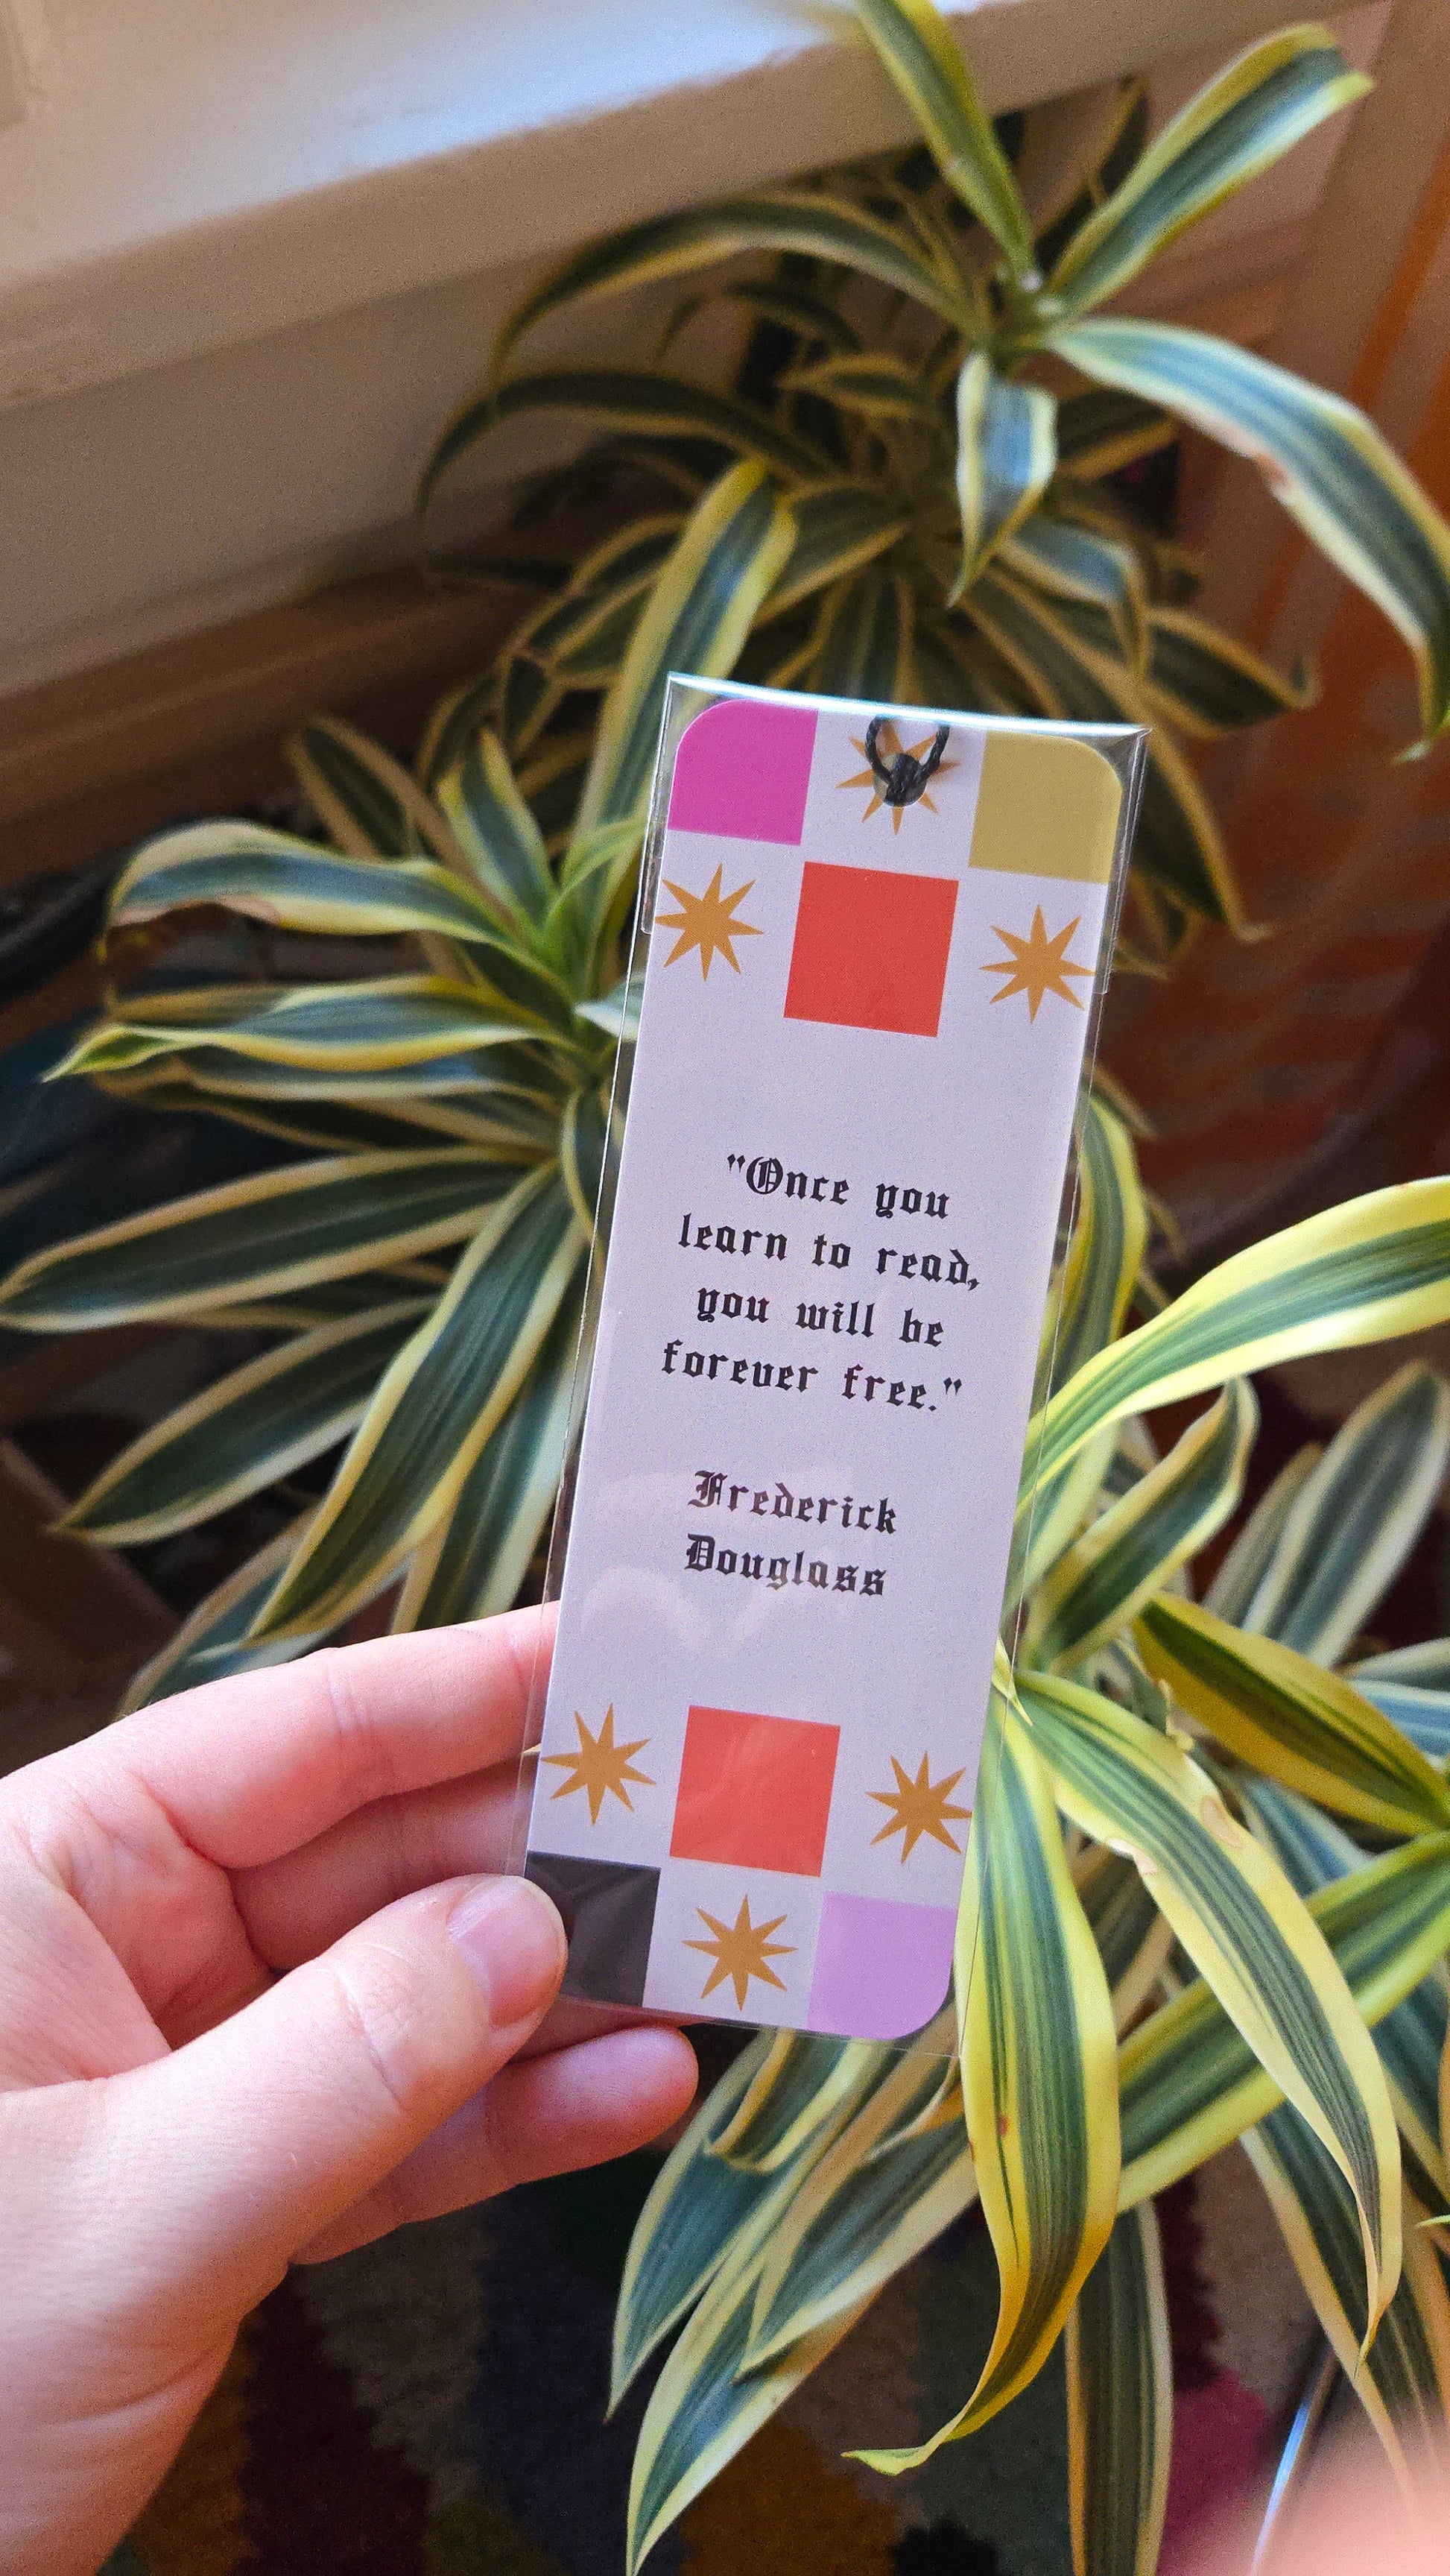 "Once you
learn to read,
you will be
forever free."
Frederick
Douglass